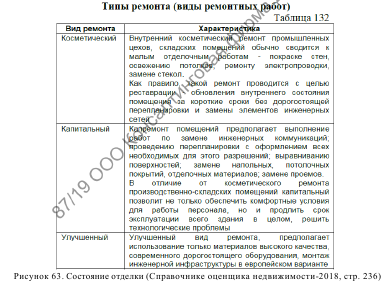 Типы ремонта (виды ремонтных работ)
Таблица 132
Вид ремонта Характеристика
Косметический Внутренний косметический ремонт промышленных
цехов, складских помещений обычно сводится к
малым отделочным работам - покраске стен,
освежению потолка, ремонту электропроводки,
замене стекол.
Как правило, такой ремонт проводится с целью
реставрации и обновления внутреннего состояния
помещения за короткие сроки без дорогостоящей
перепланировки и замены элементов инженерных
сетей
Капитальный Капремонт помещений предполагает выполнение
работ по замене инженерных коммуникаций;
проведению перепланировки с оформлением всех
необходимых для этого разрешений; выравниванию
поверхностей; замене напольных, потолочных
покрытий, отделочных материалов; замене проемов.
В отличие от косметического ремонта
производственно-складских помещений капитальный
позволит не только обеспечить комфортные условия
для работы персонала, но и продлить срок
эксплуатации всего здания в целом, решить
технологические проблемы
Улучшенный Улучшенный вид ремонта, предполагает
использование только материалов высокого качества,
современного дорогостоящего оборудования, монтаж
инженерной инфраструктуры в европейском варианте
Рисунок 63. Состояние отделки (Справочнике оценщика недвижимости-2018, стр. 236)
87/19 ООО Консалтинговая фирма